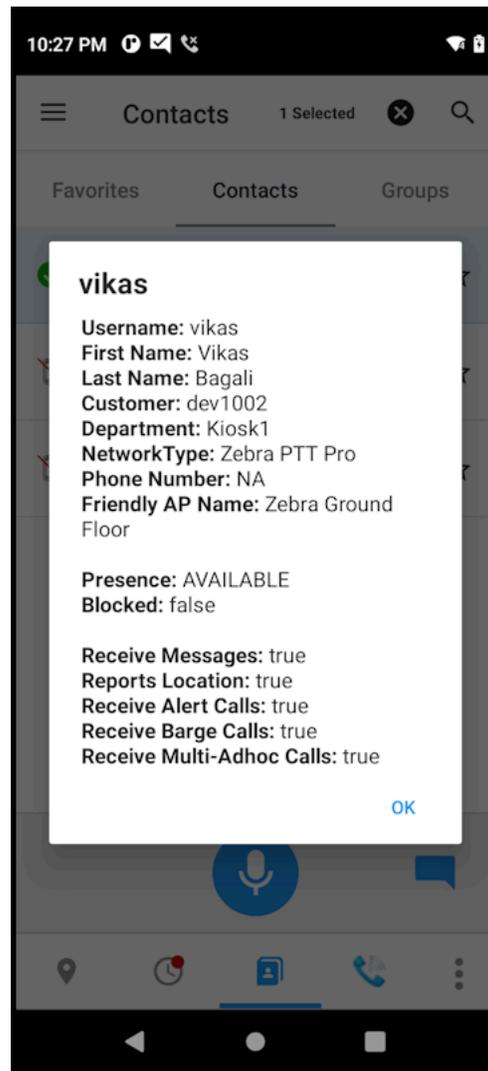 10:27 PM
Contacts
1 Selected
Favorites
Contacts
Groups
vikas
Username: vikas
First Name: Vikas
Last Name: Bagali
Customer: dev1002
Department: Kiosk1
NetworkType: Zebra PTT Pro
Phone Number: NA
Friendly AP Name: Zebra Ground
Floor
Presence: AVAILABLE
Blocked: false
Receive Messages: true
Reports Location: true
Receive Alert Calls: true
Receive Barge Calls: true
Receive Multi-Adhoc Calls: true
OK